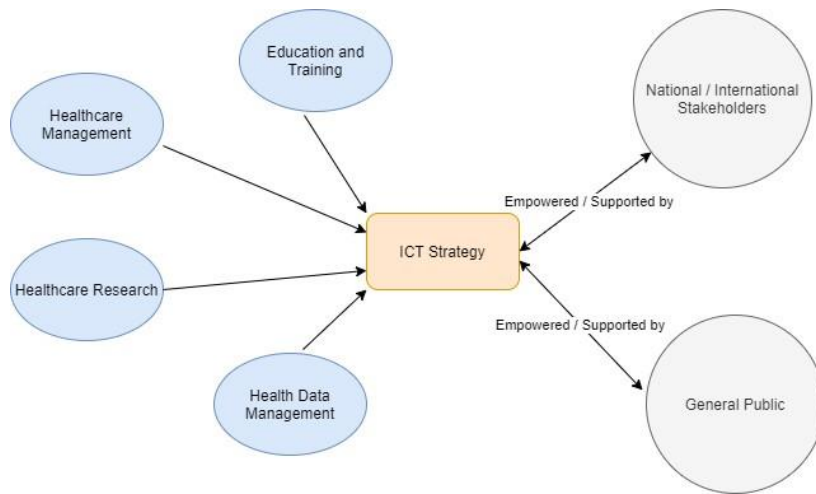 Education and
Training
Healthcare
Management
National / International
Stakeholders
Empowered / Supported by
ICT Strategy
Healthcare Research
Empowered / Supported by
Health Data
Management
General Public